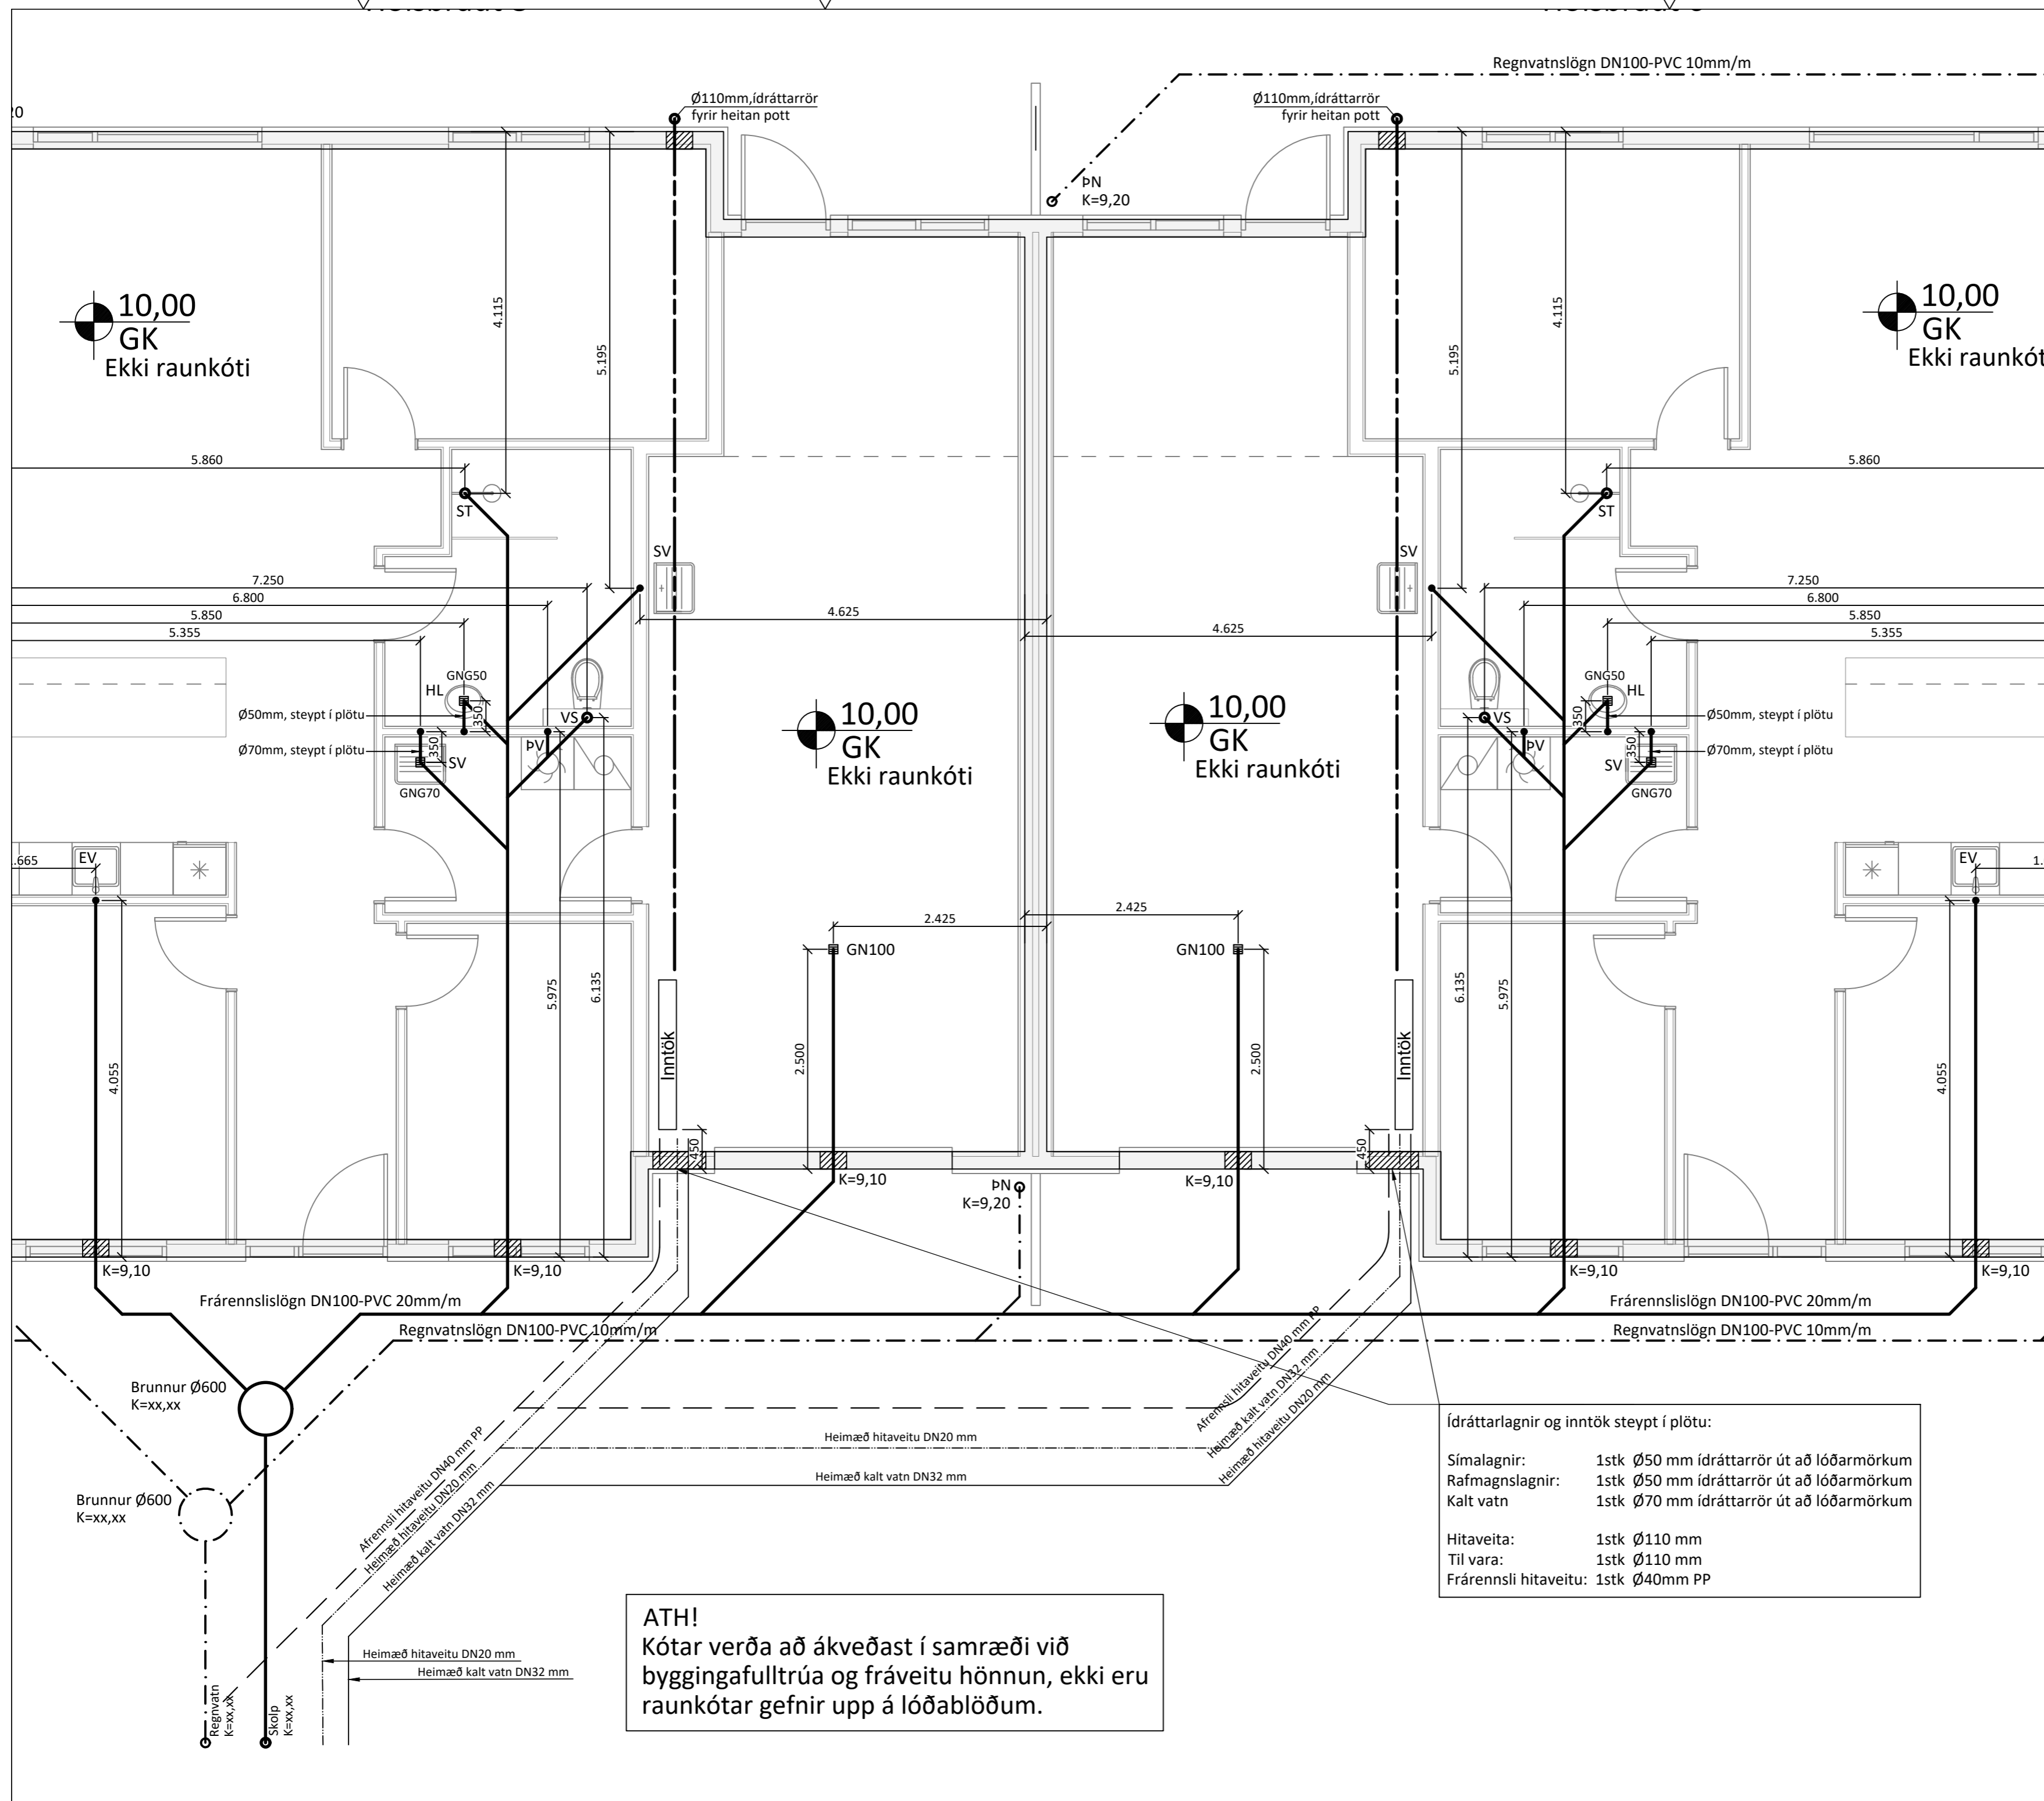 Regnvatnslögn DN100-PVC 10mm/m
Ø110mm,ídráttarrör
fyrir heitan pott
Ø110mm,ídráttarrör
fyrir heitan pott
ÞN
K=9,20
10,00
GK
Ekki raunkóti
4.115
5.195
5.195
4.115
10,00
GK
5.860
5.860
ST
ST
SV
SV
7.250
6.800
5.850
5.355
4.625
4.625
7.250
6.800
5.850
5.355
GNG50
HL
350
VS
Ø50mm, steypt í plötu
Ø70mm, steypt í plötu
350
SV
ÞV
GNG70
10,00
GK
Ekki raunkóti
10,00
GK
Ekki raunkóti
GNG50
HL
350
VS
ÞV
Ø50mm, steypt í plötu
Ø70mm, steypt í plötu
350
SV
GNG70
EV
EV
2.425
2.425
GN100
GN100
4.055
5.975
6.135
Inntök
2.500
2.500
Inntök
6.135
5.975
4.055
450
450
K=9,10
ÞN
K=9,20
K=9,10
K=9,10
K=9,10
K=9,10
K=9,10
Frárennslislögn DN100-PVC 20mm/m
Frárennslislögn DN100-PVC 20mm/m
Regnvatnslögn DN100-PVC 10mm/m
Regnvatnslögn DN100-PVC 10mm/m
Brunnur Ø600
K=xx,xx
Brunnur Ø600
K=xx,xx
Afrennsli hitaveitu DN40 mm PP
Heimæð kalt vatn DN32 mm
Heimæð hitaveitu DN20 mm
Heimæð hitaveitu DN20 mm
Heimæð kalt vatn DN32 mm
Afrennsli hitaveitu DN40 mm PP
Heimæð hitaveitu DN20 mm
Heimæð kalt vatn DN32 mm
Ídráttarlagnir og inntök steypt í plötu:
Símalagnir: 1stk Ø50 mm ídráttarrör út að lóðarmörkum
Rafmagnslagnir: 1stk Ø50 mm ídráttarrör út að lóðarmörkum
Kalt vatn 1stk Ø70 mm ídráttarrör út að lóðarmörkum
Hitaveita: 1stk Ø110 mm
Til vara: 1stk Ø110 mm
Frárennsli hitaveitu: 1stk Ø40mm PP
ATH!
Kótar verða að ákveðast í samræði við
byggingafulltrúa og fráveitu hönnun, ekki eru
raunkótar gefnir upp á lóðablöðum.
Heimæð hitaveitu DN20 mm
Heimæð kalt vatn DN32 mm
Regnvatn
K=xx,xx
Skolp
K=xx,xx